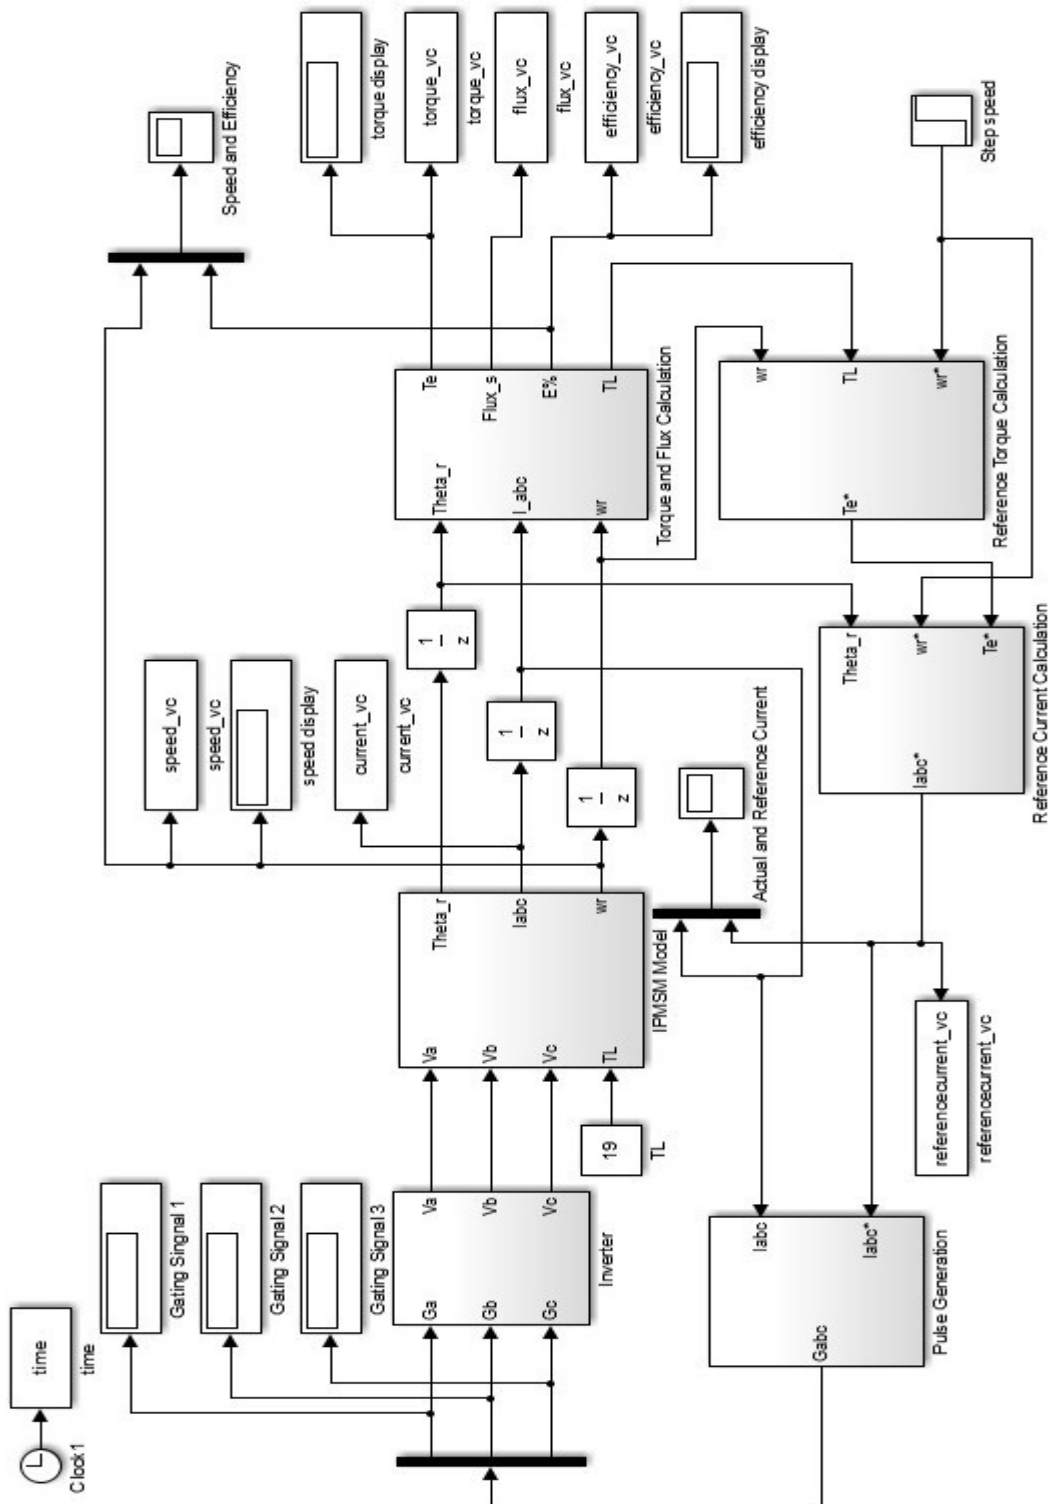 Clock1
time
time
Gating Singnal 1
Gating Signal 2
Gating Signal 3
Ga
Gb
Gc
Va
Vb
Vc
Inverter
19
TL
Va
Vb
Vc
TL
Theta_r
Iabc
wr
IPMSM Model
speed_vc
speed_vc
speed display
current_vc
current_vc
1
z
1
z
1
z
Speed and Efficiency
Theta_r
I_abc
wr
Te
Flux_s
E%
TL
Torque and Flux Calculation
torque display
torque_vc
torque_vc
flux_vc
flux_vc
efficiency_vc
efficiency_vc
efficiency display
Gabc
Iabc
Iabc*
Pulse Generation
referencecurrent_vc
referencecurrent_vc
Actual and Reference Current
Iabc*
Theta_r
wr*
Te*
Reference Current Calculation
Te*
wr
TL
wr*
Reference Torque Calculation
Step speed